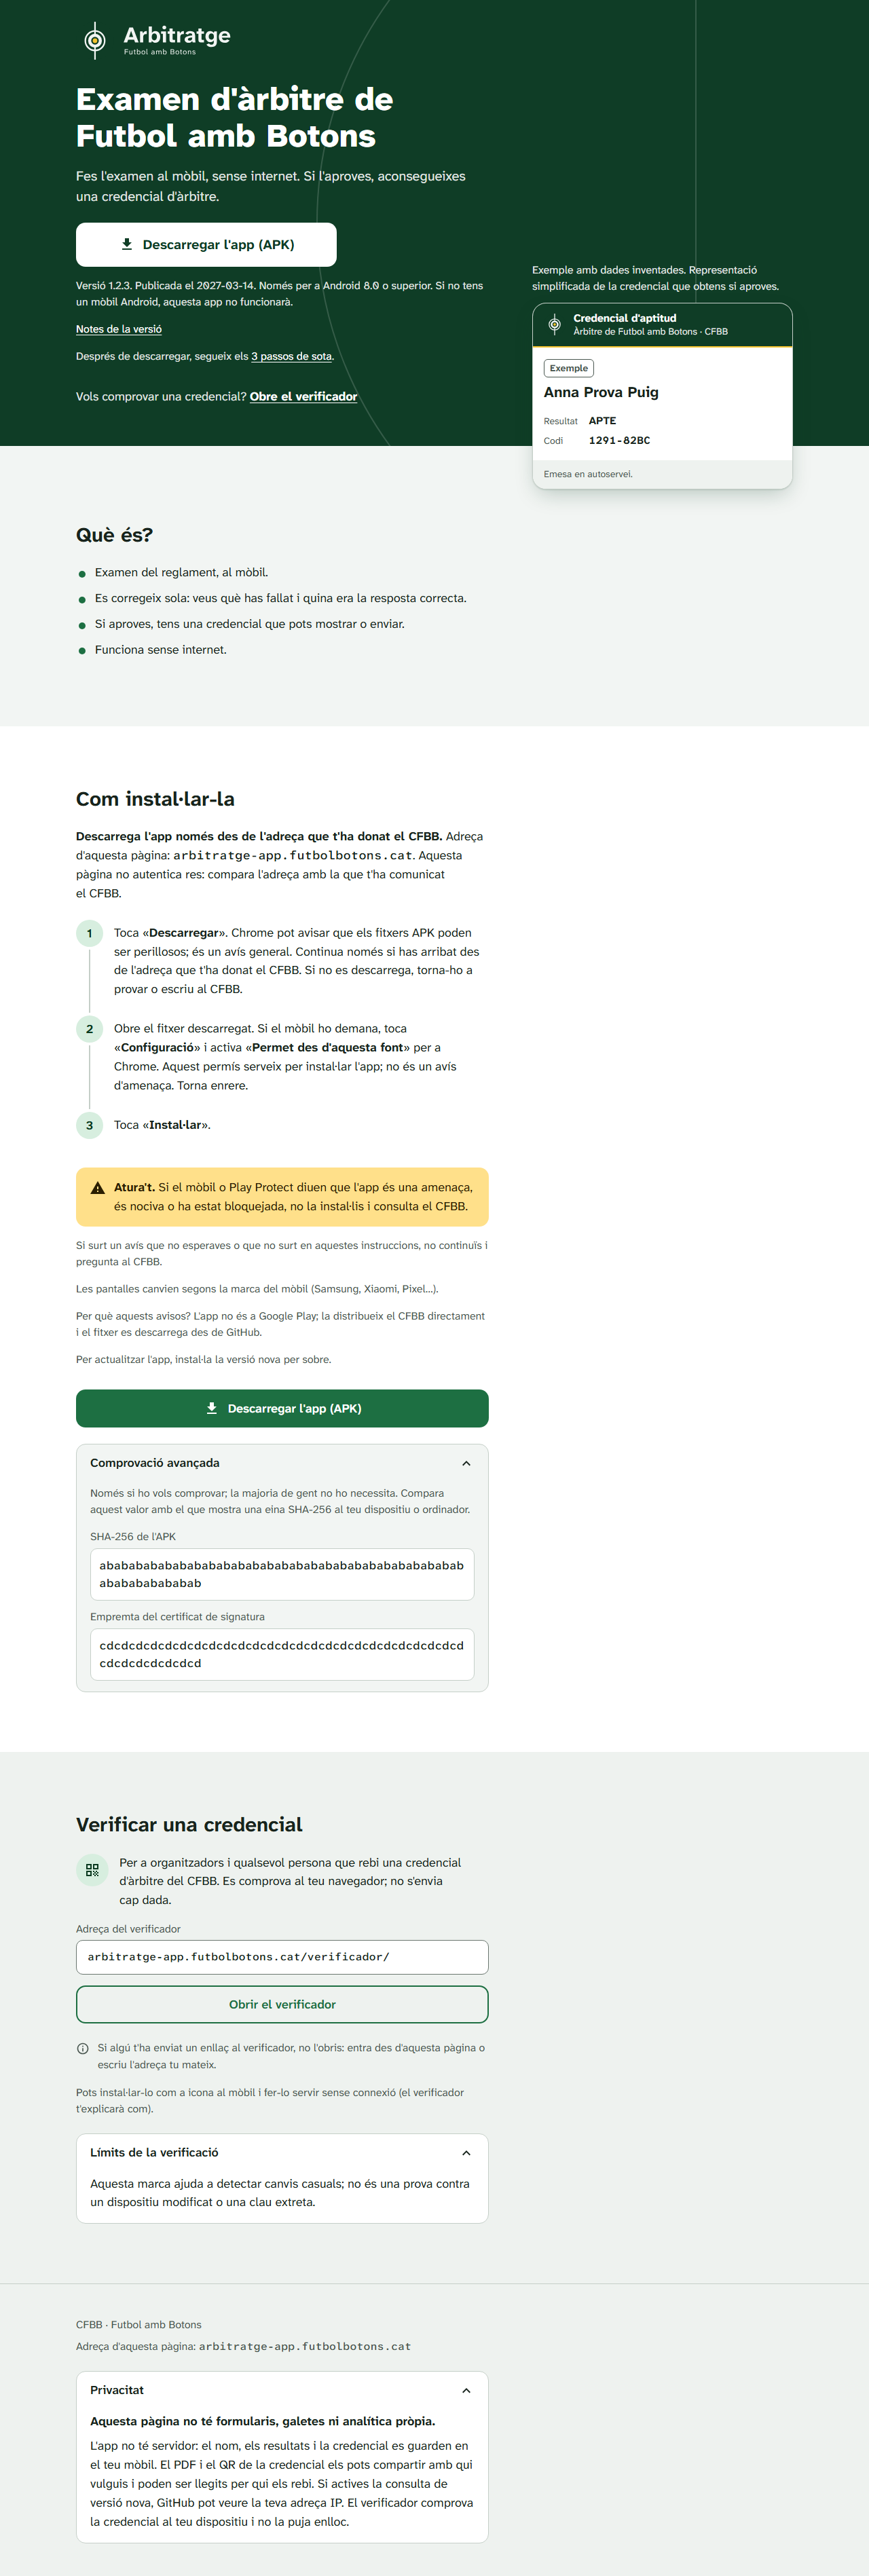 Arbitratge
Futbol amb Botons
Examen d'àrbitre de
Futbol amb Botons
Fes l'examen al mòbil, sense internet. Si l'aproves, aconsegueixes
una credencial d'àrbitre.
Descarregar l'app (APK)
Versió 1.2.3. Publicada el 2027-03-14. Només per a Android 8.0 o superior. Si no tens
un mòbil Android, aquesta app no funcionarà.
Notes de la versió
Després de descarregar, segueix els 3 passos de sota.
Vols comprovar una credencial? Obre el verificador
Exemple amb dades inventades. Representació
simplificada de la credencial que obtens si aproves.
Credencial d'aptitud
Àrbitre de Futbol amb Botons · CFBB
Exemple
Anna Prova Puig
Resultat APTE
Codi 1291-82BC
Emesa en autoservei.
Què és?
Examen del reglament, al mòbil.
Es corregeix sola: veus què has fallat i quina era la resposta correcta.
Si aproves, tens una credencial que pots mostrar o enviar.
Funciona sense internet.
Com instal·lar-la
Descarrega l'app només des de l'adreça que t'ha donat el CFBB. Adreça
d'aquesta pàgina: arbitratge-app.futbolbotons.cat. Aquesta
pàgina no autentica res: compara l'adreça amb la que t'ha comunicat
el CFBB.
1 Toca «Descarregar». Chrome pot avisar que els fitxers APK poden
ser perillosos; és un avís general. Continua només si has arribat des
de l'adreça que t'ha donat el CFBB. Si no es descarrega, torna-ho a
provar o escriu al CFBB.
2 Obre el fitxer descarregat. Si el mòbil ho demana, toca
«Configuració» i activa «Permet des d'aquesta font» per a
Chrome. Aquest permís serveix per instal·lar l'app; no és un avís
d'amenaça. Torna enrere.
3 Toca «Instal·lar».
Atura't. Si el mòbil o Play Protect diuen que l'app és una amenaça,
és nociva o ha estat bloquejada, no la instal·lis i consulta el CFBB.
Si surt un avís que no esperaves o que no surt en aquestes instruccions, no continuïs i
pregunta al CFBB.
Les pantalles canvien segons la marca del mòbil (Samsung, Xiaomi, Pixel…).
Per què aquests avisos? L'app no és a Google Play; la distribueix el CFBB directament
i el fitxer es descarrega des de GitHub.
Per actualitzar l'app, instal·la la versió nova per sobre.
Descarregar l'app (APK)
Comprovació avançada
Només si ho vols comprovar; la majoria de gent no ho necessita. Compara
aquest valor amb el que mostra una eina SHA-256 al teu dispositiu o ordinador.
SHA-256 de l'APK
abababababababababababababababababababababababababab
ababababababab
Empremta del certificat de signatura
cdcdcdcdcdcdcdcdcdcdcdcdcdcdcdcdcdcdcdcdcdcdcdcdcdcd
cdcdcdcdcdcdcd
Verificar una credencial
Per a organitzadors i qualsevol persona que rebi una credencial
d'àrbitre del CFBB. Es comprova al teu navegador; no s'envia
cap dada.
Adreça del verificador
arbitratge-app.futbolbotons.cat/verificador/
Obrir el verificador
Si algú t'ha enviat un enllaç al verificador, no l'obris: entra des d'aquesta pàgina o
escriu l'adreça tu mateix.
Pots instal·lar-lo com a icona al mòbil i fer-lo servir sense connexió (el verificador
t'explicarà com).
Límits de la verificació
Aquesta marca ajuda a detectar canvis casuals; no és una prova contra
un dispositiu modificat o una clau extreta.
CFBB · Futbol amb Botons
Adreça d'aquesta pàgina: arbitratge-app.futbolbotons.cat
Privacitat
Aquesta pàgina no té formularis, galetes ni analítica pròpia.
L'app no té servidor: el nom, els resultats i la credencial es guarden en
el teu mòbil. El PDF i el QR de la credencial els pots compartir amb qui
vulguis i poden ser llegits per qui els rebi. Si actives la consulta de
versió nova, GitHub pot veure la teva adreça IP. El verificador comprova
la credencial al teu dispositiu i no la puja enlloc.